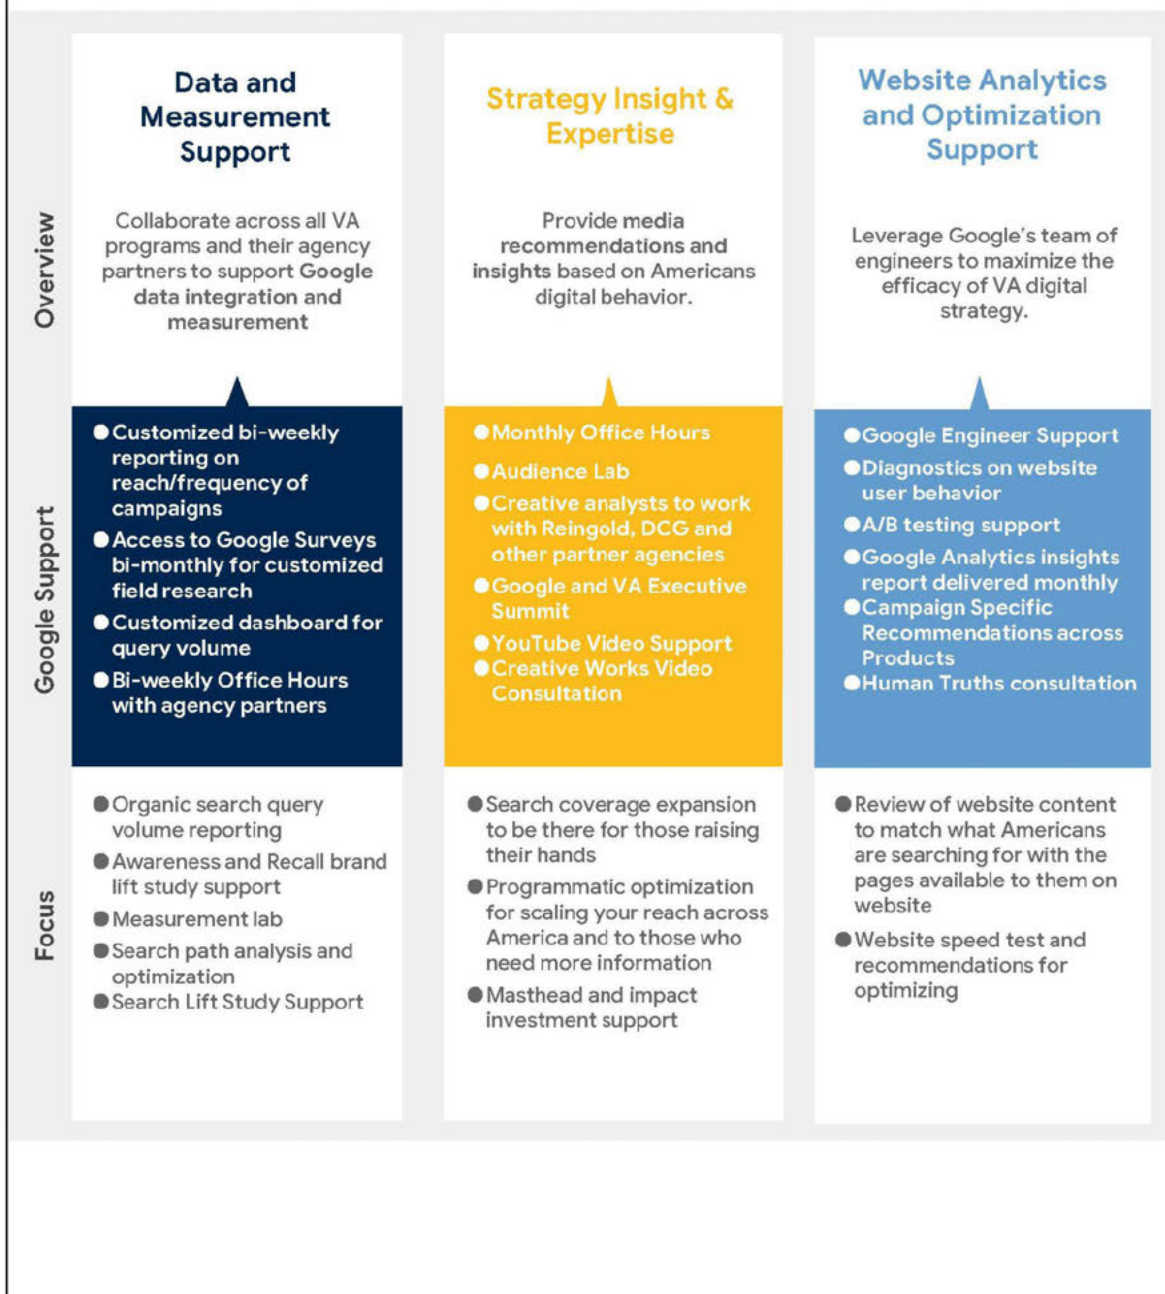 Data and
Measurement
Support
Strategy Insight &
Expertise
Website Analytics
and Optimization
Support
Overview
Collaborate across all VA
programs and their agency
partners to support Google
data integration and
measurement
Provide media
recommendations and
insights based on Americans
digital behavior.
Leverage Google's team of
engineers to maximize the
efficacy of VA digital
strategy.
Google Support
● Customized bi-weekly
reporting on
reach/frequency of
campaigns
● Access to Google Surveys
bi-monthly for customized
field research
● Customized dashboard for
query volume
● Bi-weekly Office Hours
with agency partners
● Monthly Office Hours
● Audience Lab
● Creative analysts to work
with Reingold, DCG and
other partner agencies
● Google and VA Executive
Summit
● YouTube Video Support
● Creative Works Video
Consultation
● Google Engineer Support
● Diagnostics on website
user behavior
● A/B testing support
● Google Analytics insights
report delivered monthly
● Campaign Specific
Recommendations across
Products
● Human Truths consultation
Focus
● Organic search query
volume reporting
● Awareness and Recall brand
lift study support
● Measurement lab
● Search path analysis and
optimization
● Search Lift Study Support
● Search coverage expansion
to be there for those raising
their hands
● Programmatic optimization
for scaling your reach across
America and to those who
need more information
● Masthead and impact
investment support
● Review of website content
to match what Americans
are searching for with the
pages available to them on
website
● Website speed test and
recommendations for
optimizing